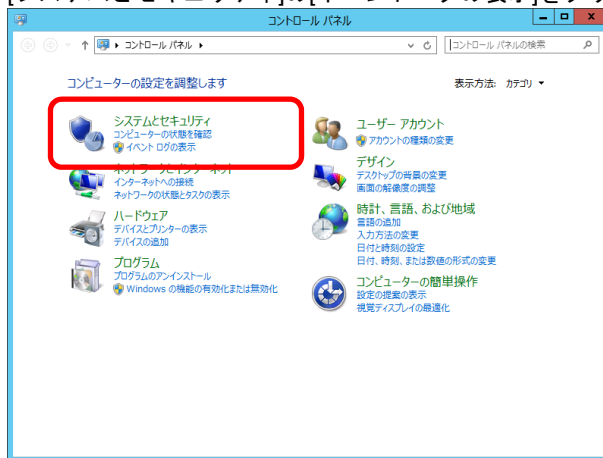 コントロール パネル
コントロール パネル
コントロール パネルの検索
コンピューターの設定を調整します
表示方法: カテゴリ
システムとセキュリティ
コンピューターの状態を確認
イベント ログの表示
インターネットへの接続
ネットワークの状態とタスクの表示
ハードウェア
デバイスとプリンターの表示
デバイスの追加
プログラム
プログラムのアンインストール
Windows の機能の有効化または無効化
ユーザー アカウント
アカウントの種類の変更
デザイン
デスクトップの背景の変更
画面の解像度の調整
時計、言語、および地域
言語の追加
入力方法の変更
日付と時刻の設定
日付、時刻、または数値の形式の変更
コンピューターの簡単操作
設定の提案の表示
視覚ディスプレイの最適化